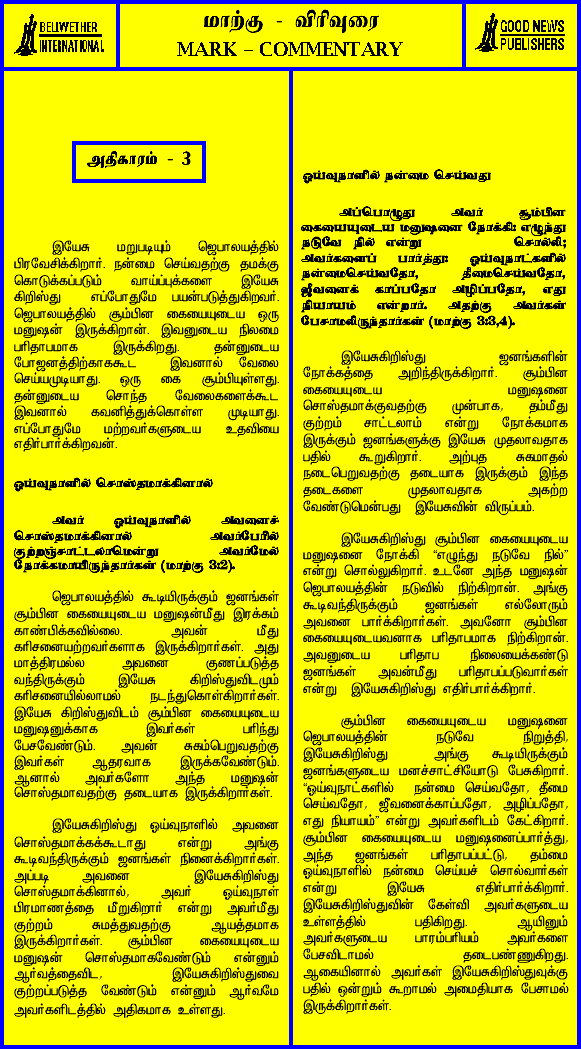 BELLWETHER
INTERNATIONAL
மாற்கு - விரிவுரை
MARK – COMMENTARY
GOOD NEWS
PUBLISHERS
அதிகாரம் - 3
இயேசு மறுபடியும் ஜெபாலயத்தில்
பிரவேசிக்கிறார். நன்மை செய்வதற்கு தமக்கு
கொடுக்கப்படும் வாய்ப்புக்களை இயேசு
கிறிஸ்து எப்போதுமே பயன்படுத்துகிறவர்.
ஜெபாலயத்தில் சூம்பின கையையுடைய ஒரு
மனுஷன் இருக்கிறான். இவனுடைய நிலமை
பரிதாபமாக இருக்கிறது. தன்னுடைய
போஜனத்திற்காககூட இவனால் வேலை
செய்யமுடியாது. ஒரு கை சூம்பியுள்ளது.
தன்னுடைய சொந்த வேலைகளைக்கூட
இவனால் கவனித்துக்கொள்ள முடியாது.
எப்போதுமே மற்றவர்களுடைய உதவியை
எதிர்பார்க்கிறவன்.
ஓய்வுநாளில் சொஸ்தமாக்கினால்
அவர் ஓய்வுநாளில் அவனைச்
சொஸ்தமாக்கினால் அவர்பேரில்
குற்றஞ்சாட்டலாமென்று அவர்மேல்
நோக்கமாயிருந்தார்கள் (மாற்கு 3:2).
ஜெபாலயத்தில் கூடியிருக்கும் ஜனங்கள்
சூம்பின கையையுடைய மனுஷன்மீது இரக்கம்
காண்பிக்கவில்லை. அவன் மீது
கரிசனையற்றவர்களாக இருக்கிறார்கள். அது
மாத்திரமல்ல அவனை குணப்படுத்த
வந்திருக்கும் இயேசு கிறிஸ்துவிடமும்
கரிசனையில்லாமல் நடந்துகொள்கிறார்கள்.
இயேசு கிறிஸ்துவிடம் சூம்பின கையையுடைய
மனுஷனுக்காக இவர்கள் பரிந்து
பேசவேண்டும். அவன் சுகம்பெறுவதற்கு
இவர்கள் ஆதரவாக இருக்கவேண்டும்.
ஆனால் அவர்களோ அந்த மனுஷன்
சொஸ்தமாவதற்கு தடையாக இருக்கிறார்கள்.
இயேசுகிறிஸ்து ஓய்வுநாளில் அவனை
சொஸ்தமாக்கக்கூடாது என்று அங்கு
கூடிவந்திருக்கும் ஜனங்கள் நினைக்கிறார்கள்.
அப்படி அவனை இயேசுகிறிஸ்து
சொஸ்தமாக்கினால், அவர் ஓய்வுநாள்
பிரமாணத்தை மீறுகிறார் என்று அவர்மீது
குற்றம் சுமத்துவதற்கு ஆயத்தமாக
இருக்கிறார்கள். சூம்பின கையையுடைய
மனுஷன் சொஸ்தமாகவேண்டும் என்னும்
ஆர்வத்தைவிட, இயேசுகிறிஸ்துவை
குற்றப்படுத்த வேண்டும் என்னும் ஆர்வமே
அவர்களிடத்தில் அதிகமாக உள்ளது.
ஓய்வுநாளில் நன்மை செய்வது
அப்பொழுது அவர் சூம்பின
கையையுடைய மனுஷனை நோக்கி: எழுந்து
நடுவே நில் என்று சொல்லி;
அவர்களைப் பார்த்து: ஓய்வுநாட்களில்
நன்மைசெய்வதோ, தீமைசெய்வதோ,
ஜீவனைக் காப்பதோ அழிப்பதோ, எது
நியாயம் என்றார். அதற்கு அவர்கள்
பேசாமலிருந்தார்கள் (மாற்கு 3:3,4).
இயேசுகிறிஸ்து ஜனங்களின்
நோக்கத்தை அறிந்திருக்கிறார். சூம்பின
கையையுடைய மனுஷனை
சொஸ்தமாக்குவதற்கு முன்பாக, தம்மீது
குற்றம் சாட்டலாம் என்று நோக்கமாக
இருக்கும் ஜனங்களுக்கு இயேசு முதலாவதாக
பதில் கூறுகிறார். அற்புத சுகமாதல்
நடைபெறுவதற்கு தடையாக இருக்கும் இந்த
தடைகளை முதலாவதாக அகற்ற
வேண்டுமென்பது இயேசுவின் விருப்பம்.
இயேசுகிறிஸ்து சூம்பின கையையுடைய
மனுஷனை நோக்கி “எழுந்து நடுவே நில்”
என்று சொல்லுகிறார். உடனே அந்த மனுஷன்
ஜெபாலயத்தின் நடுவில் நிற்கிறான். அங்கு
கூடிவந்திருக்கும் ஜனங்கள் எல்லோரும்
அவனை பார்க்கிறார்கள். அவனோ சூம்பின
கையையுடையவனாக பரிதாபமாக நிற்கிறான்.
அவனுடைய பரிதாப நிலையைக்கண்டு
ஜனங்கள் அவன்மீது பரிதாபப்படுவார்கள்
என்று இயேசுகிறிஸ்து எதிர்பார்க்கிறார்.
சூம்பின கையையுடைய மனுஷனை
ஜெபாலயத்தின் நடுவே நிறுத்தி,
இயேசுகிறிஸ்து அங்கு கூடியிருக்கும்
ஜனங்களுடைய மனச்சாட்சியோடு பேசுகிறார்.
“ஓய்வுநாட்களில் நன்மை செய்வதோ, தீமை
செய்வதோ, ஜீவனைக்காப்பதோ, அழிப்பதோ,
எது நியாயம்” என்று அவர்களிடம் கேட்கிறார்.
சூம்பின கையையுடைய மனுஷனைப்பார்த்து,
அந்த ஜனங்கள் பரிதாபப்பட்டு, தம்மை
ஓய்வுநாளில் நன்மை செய்யச் சொல்வார்கள்
என்று இயேசு எதிர்பார்க்கிறார்.
இயேசுகிறிஸ்துவின் கேள்வி அவர்களுடைய
உள்ளத்தில் பதிகிறது. ஆயினும்
அவர்களுடைய பாரம்பரியம் அவர்களை
பேசவிடாமல் தடைபண்ணுகிறது.
ஆகையினால் அவர்கள் இயேசுகிறிஸ்துவுக்கு
பதில் ஒன்றும் கூறாமல் அமைதியாக பேசாமல்
இருக்கிறார்கள்.